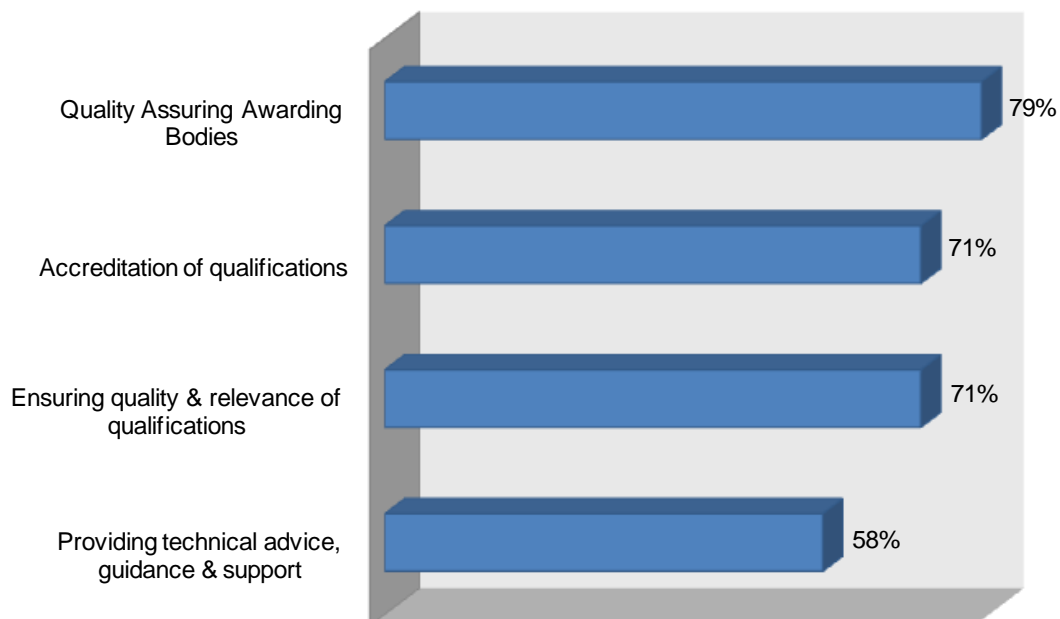 Quality Assuring Awarding
Bodies
79%
Accreditation of qualifications
71%
Ensuring quality & relevance of
qualifications
71%
Providing technical advice,
guidance & support
58%